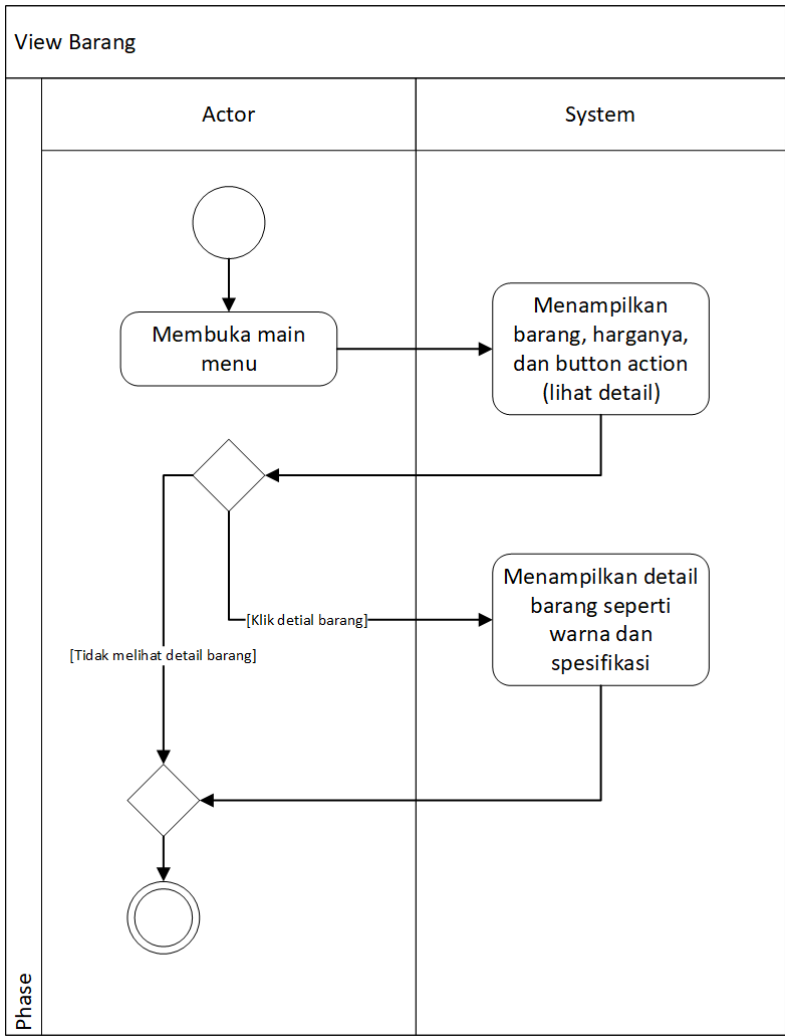 View Barang
Actor
System
Membuka main
menu
Menampilkan
barang, harganya,
dan button action
(lihat detail)
[Klik detial barang]
Menampilkan detail
barang seperti
warna dan
spesifikasi
[Tidak melihat detail barang]
Phase